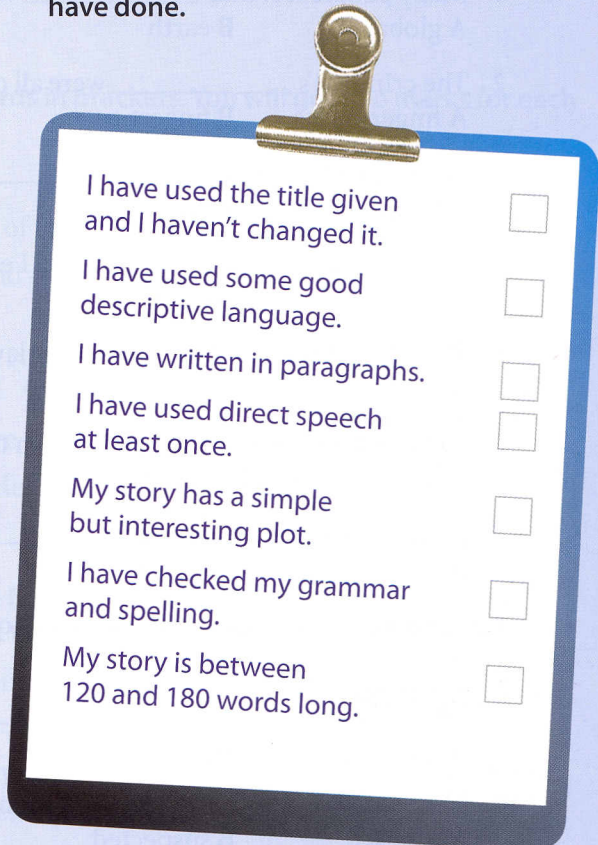 have done.
I have used the title given
and I haven't changed it.
I have used some good
descriptive language.
I have written in paragraphs.
I have used direct speech
at least once.
My story has a simple
but interesting plot.
I have checked my grammar
and spelling.
My story is between
120 and 180 words long.